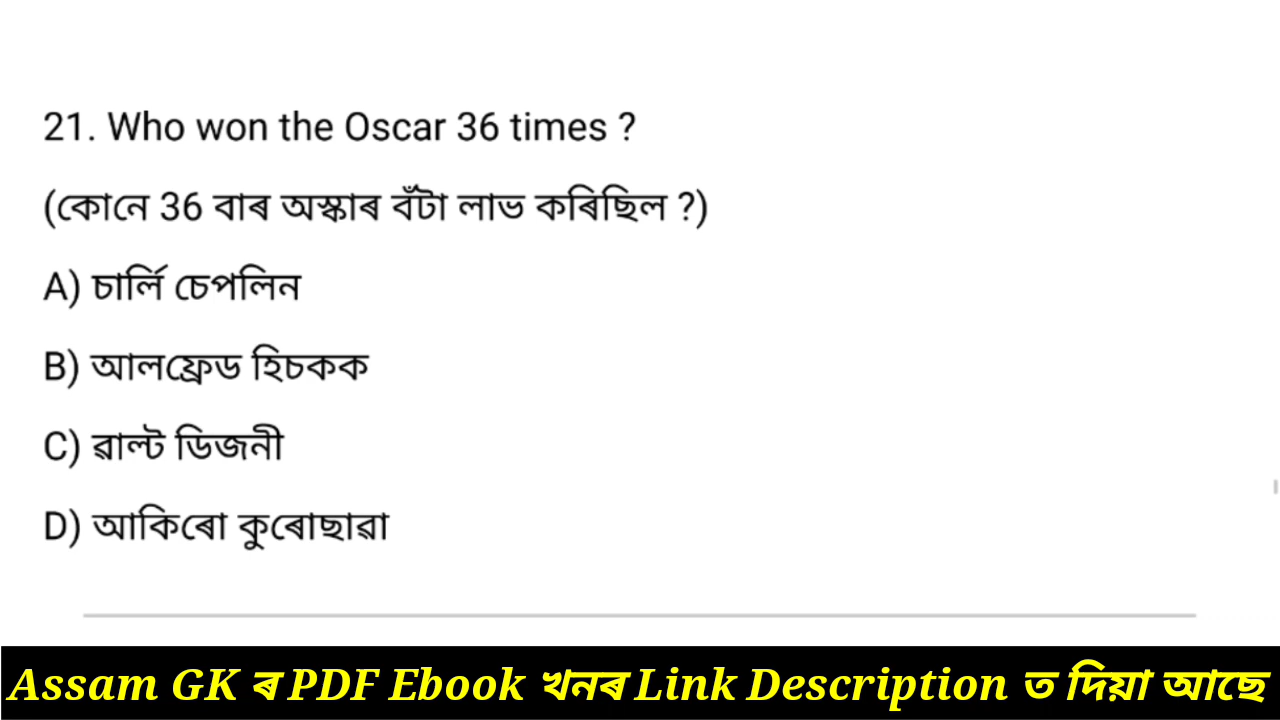 21. Who won the Oscar 36 times ?
(কোনে 36 বাৰ অস্কাৰ বঁটা লাভ কৰিছিল ?)
A) চাৰ্লি চেপলিন
B) আলফ্ৰেড হিচকক
C) ৱাল্ট ডিজনী
D) আকিৰো কুৰোছাৱা
Assam GK ৰ PDF Ebook খনৰ Link Description ত দিয়া আছে